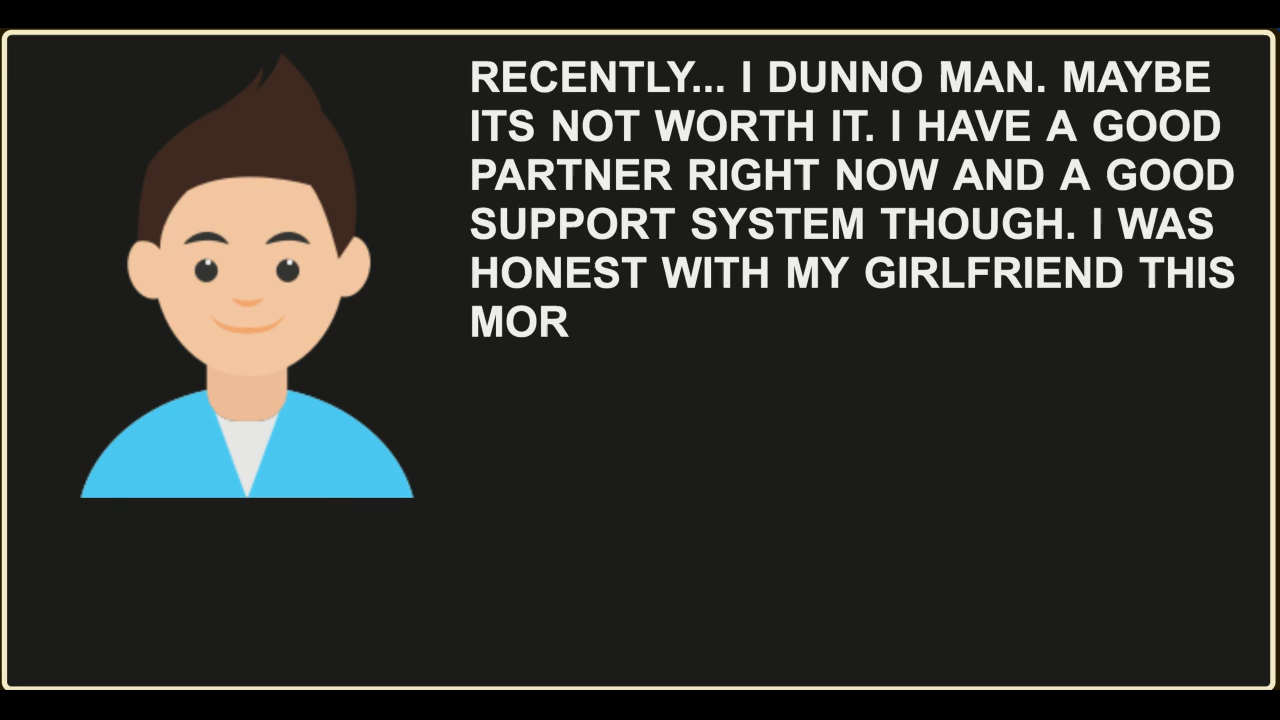 RECENTLY... I DUNNO MAN. MAYBE
ITS NOT WORTH IT. I HAVE A GOOD
PARTNER RIGHT NOW AND A GOOD
SUPPORT SYSTEM THOUGH. I WAS
HONEST WITH MY GIRLFRIEND THIS
MOR